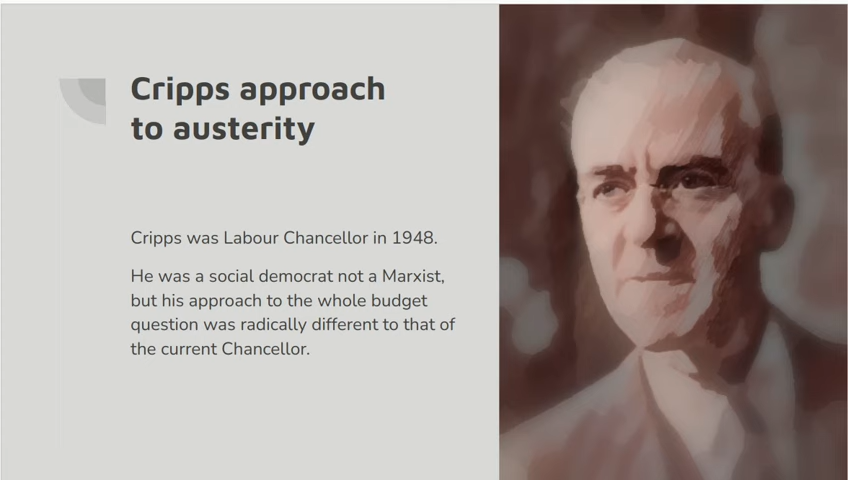 Cripps approach
to austerity
Cripps was Labour Chancellor in 1948.
He was a social democrat not a Marxist,
but his approach to the whole budget
question was radically different to that of
the current Chancellor.